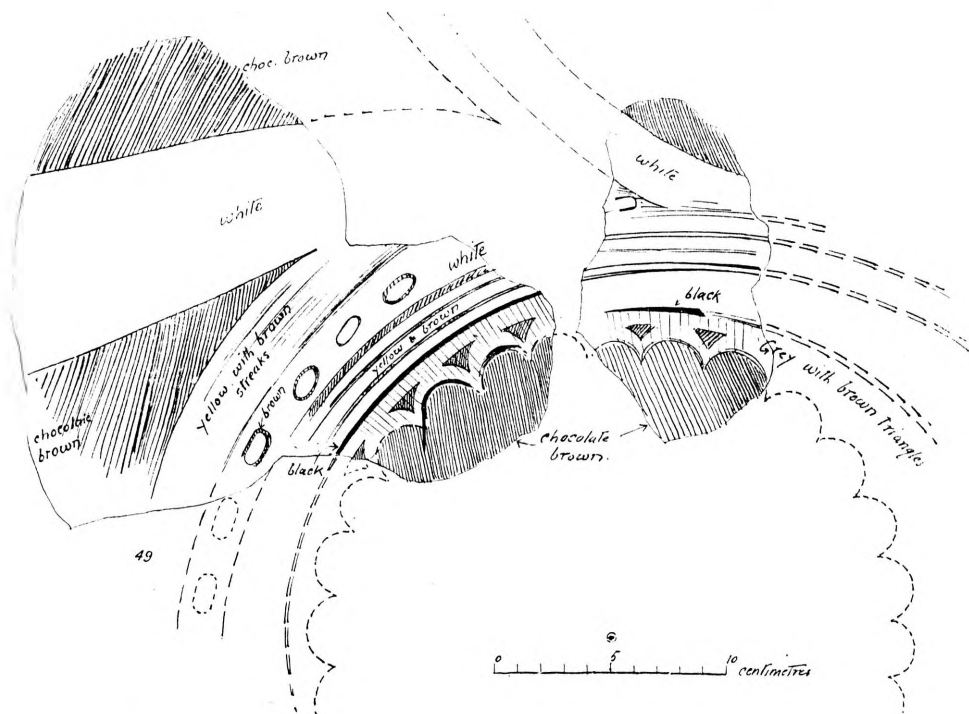 choc. brown
white
white
white
yellow with brown
streaks
yellow & brown
brown
chocolate
brown
black
black
Grey with brown Triangles
chocolate
brown.
49
0 5 10
centimetres